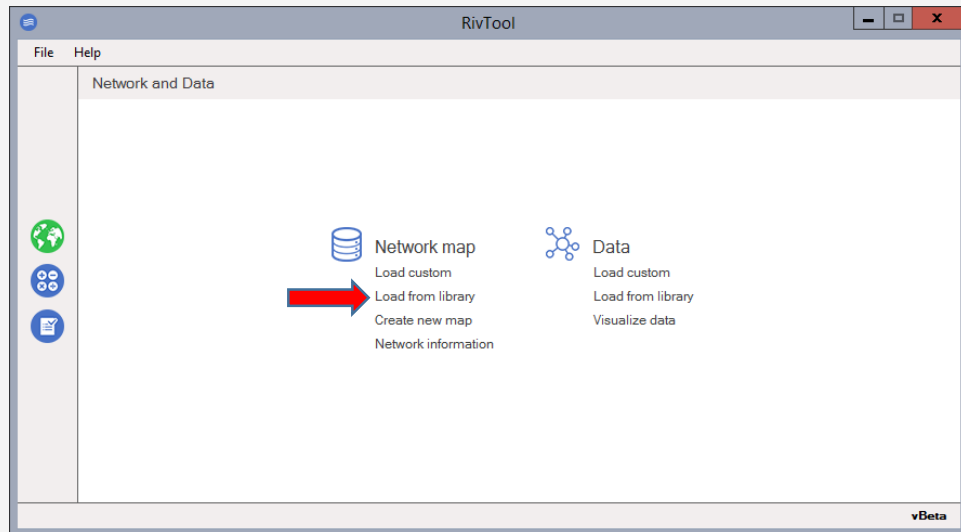 RivTool
File Help
Network and Data
Network map
Load custom
Load from library
Create new map
Network information
Data
Load custom
Load from library
Visualize data
vBeta